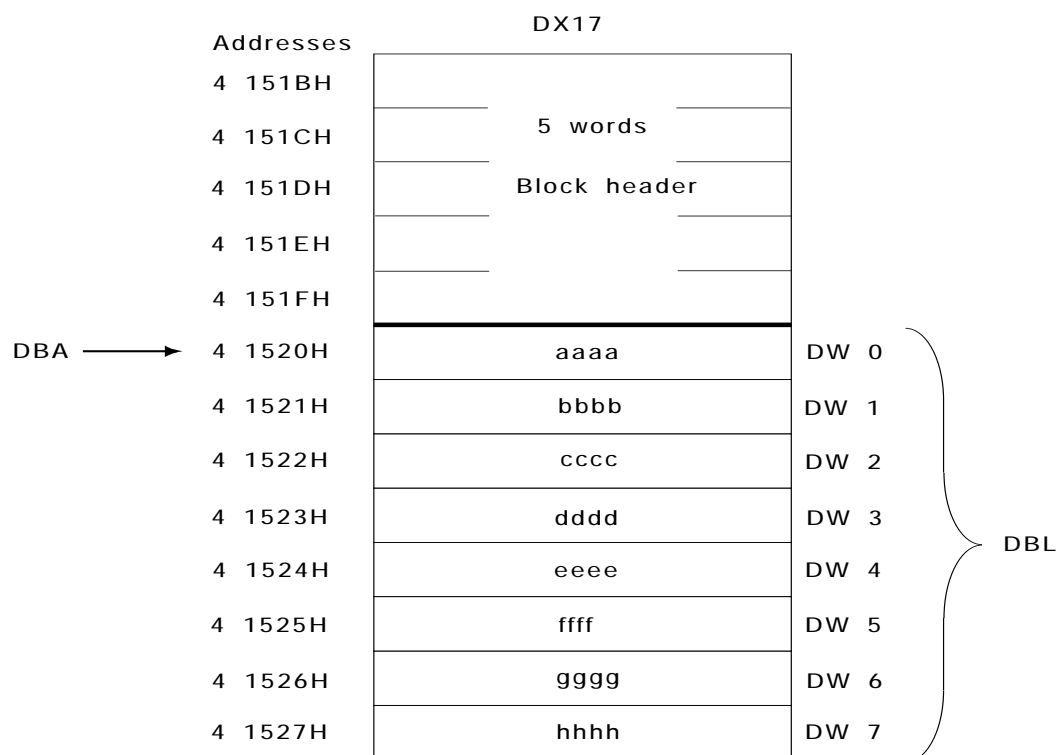 DX17
Addresses
4 151BH
5 words
4 151CH
4 151DH Block header
4 151EH
4 151FH
DBA 4 1520H aaaa DW 0
4 1521H bbbb DW 1
4 1522H cccc DW 2
4 1523H dddd DW 3
DBL
4 1524H eeee DW 4
4 1525H ffff DW 5
4 1526H gggg DW 6
4 1527H hhhh DW 7